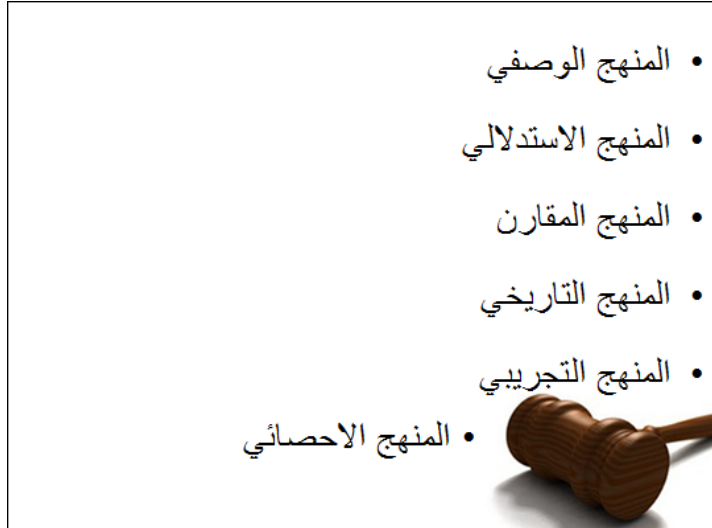 • المنهج الوصفي
• المنهج الاستدلالي
• المنهج المقارن
• المنهج التاريخي
• المنهج التجريبي
• المنهج الاحصائي